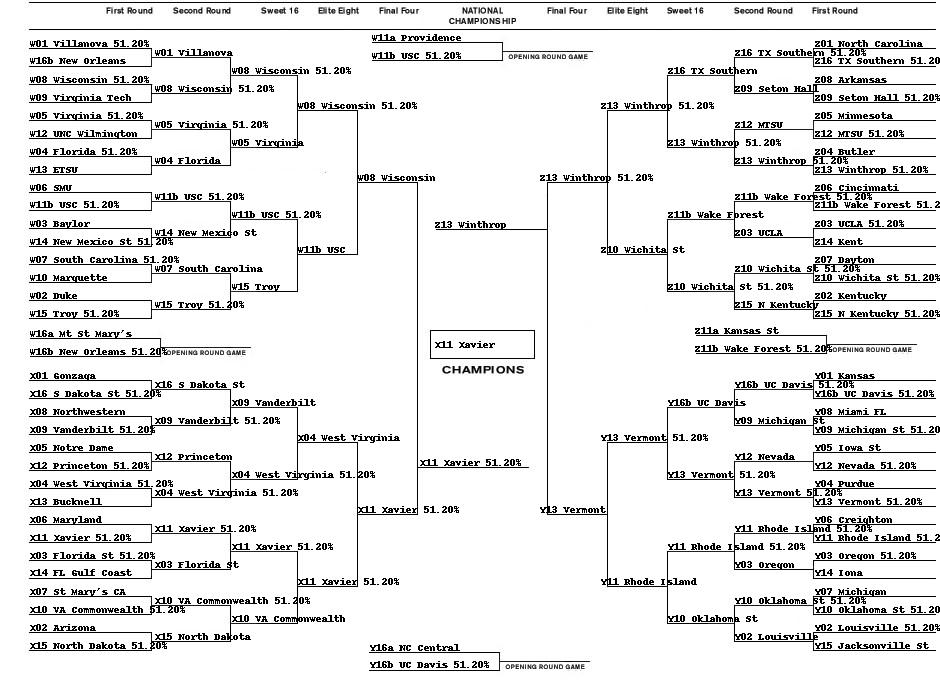 First Round Second Round Sweet 16 Elite Eight Final Four NATIONAL CHAMPIONSHIP Final Four Elite Eight Sweet 16 Second Round First Round
W01 Villanova 51.20%
W16b New Orleans
W08 Wisconsin 51.20%
W09 Virginia Tech
W05 Virginia 51.20%
W12 UNC Wilmington
W04 Florida 51.20%
W13 ETSU
W06 SMU
W11b USC 51.20%
W03 Baylor
W14 New Mexico St 51.20%
W07 South Carolina 51.20%
W10 Marquette
W02 Duke
W15 Troy 51.20%
W16a Mt St Mary's
W16b New Orleans 51.20%
OPENING ROUND GAME
W01 Villanova
W08 Wisconsin 51.20%
W05 Virginia 51.20%
W04 Florida
W11b USC 51.20%
W14 New Mexico St
W07 South Carolina
W15 Troy 51.20%
W08 Wisconsin 51.20%
W05 Virginia
W11b USC 51.20%
W15 Troy
W08 Wisconsin 51.20%
W11b USC
W08 Wisconsin
X01 Gonzaga
X16 S Dakota St 51.20%
X08 Northwestern
X09 Vanderbilt 51.20%
X05 Notre Dame
X12 Princeton 51.20%
X04 West Virginia 51.20%
X13 Bucknell
X06 Maryland
X11 Xavier 51.20%
X03 Florida St 51.20%
X14 FL Gulf Coast
X07 St Mary's CA
X10 VA Commonwealth 51.20%
X02 Arizona
X15 North Dakota 51.20%
X16 S Dakota St
X09 Vanderbilt 51.20%
X12 Princeton
X04 West Virginia 51.20%
X11 Xavier 51.20%
X03 Florida St
X10 VA Commonwealth 51.20%
X15 North Dakota
X09 Vanderbilt
X04 West Virginia 51.20%
X11 Xavier 51.20%
X10 VA Commonwealth
X04 West Virginia
X11 Xavier 51.20%
X11 Xavier 51.20%
W11a Providence
W11b USC 51.20%
OPENING ROUND GAME
Z13 Winthrop
X11 Xavier
CHAMPIONS
X11 Xavier 51.20%
Y16a NC Central
Y16b UC Davis 51.20%
OPENING ROUND GAME
Z13 Winthrop 51.20%
Z13 Winthrop 51.20%
Z10 Wichita St
Z16 TX Southern
Z13 Winthrop 51.20%
Z11b Wake Forest
Z10 Wichita St 51.20%
Z16 TX Southern 51.20%
Z09 Seton Hall
Z12 MTSU
Z13 Winthrop 51.20%
Z11b Wake Forest 51.20%
Z03 UCLA
Z10 Wichita St 51.20%
Z15 N Kentucky
Z01 North Carolina
Z16 TX Southern 51.20
Z08 Arkansas
Z09 Seton Hall 51.20%
Z05 Minnesota
Z12 MTSU 51.20%
Z04 Butler
Z13 Winthrop 51.20%
Z06 Cincinnati
Z11b Wake Forest 51.2
Z03 UCLA 51.20%
Z14 Kent
Z07 Dayton
Z10 Wichita St 51.20%
Z02 Kentucky
Z15 N Kentucky 51.20%
Z11a Kansas St
Z11b Wake Forest 51.20%
OPENING ROUND GAME
Y13 Vermont
Y13 Vermont 51.20%
Y11 Rhode Island
Y16b UC Davis
Y13 Vermont 51.20%
Y11 Rhode Island 51.20%
Y10 Oklahoma St
Y16b UC Davis 51.20%
Y09 Michigan St
Y12 Nevada
Y13 Vermont 51.20%
Y11 Rhode Island 51.20%
Y03 Oregon
Y10 Oklahoma St 51.20%
Y02 Louisville
Y01 Kansas
Y16b UC Davis 51.20%
Y08 Miami FL
Y09 Michigan St 51.20
Y05 Iowa St
Y12 Nevada 51.20%
Y04 Purdue
Y13 Vermont 51.20%
Y06 Creighton
Y11 Rhode Island 51.2
Y03 Oregon 51.20%
Y14 Iona
Y07 Michigan
Y10 Oklahoma St 51.20
Y02 Louisville 51.20%
Y15 Jacksonville St